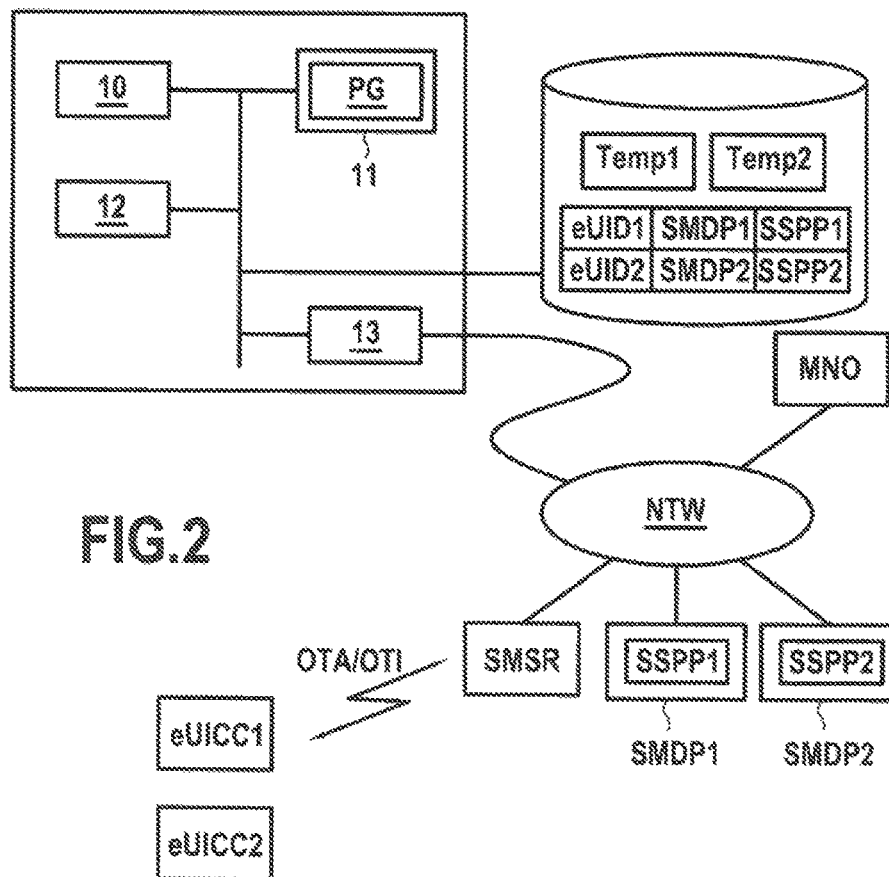 10
PG
11
12
13
Temp1 Temp2
eUID1 SMDP1 SSPP1
eUID2 SMDP2 SSPP2
MNO
NTW
FIG.2
OTA/OTI
SMSR
SSPP1
SSPP2
SMDP1
SMDP2
eUICC1
eUICC2